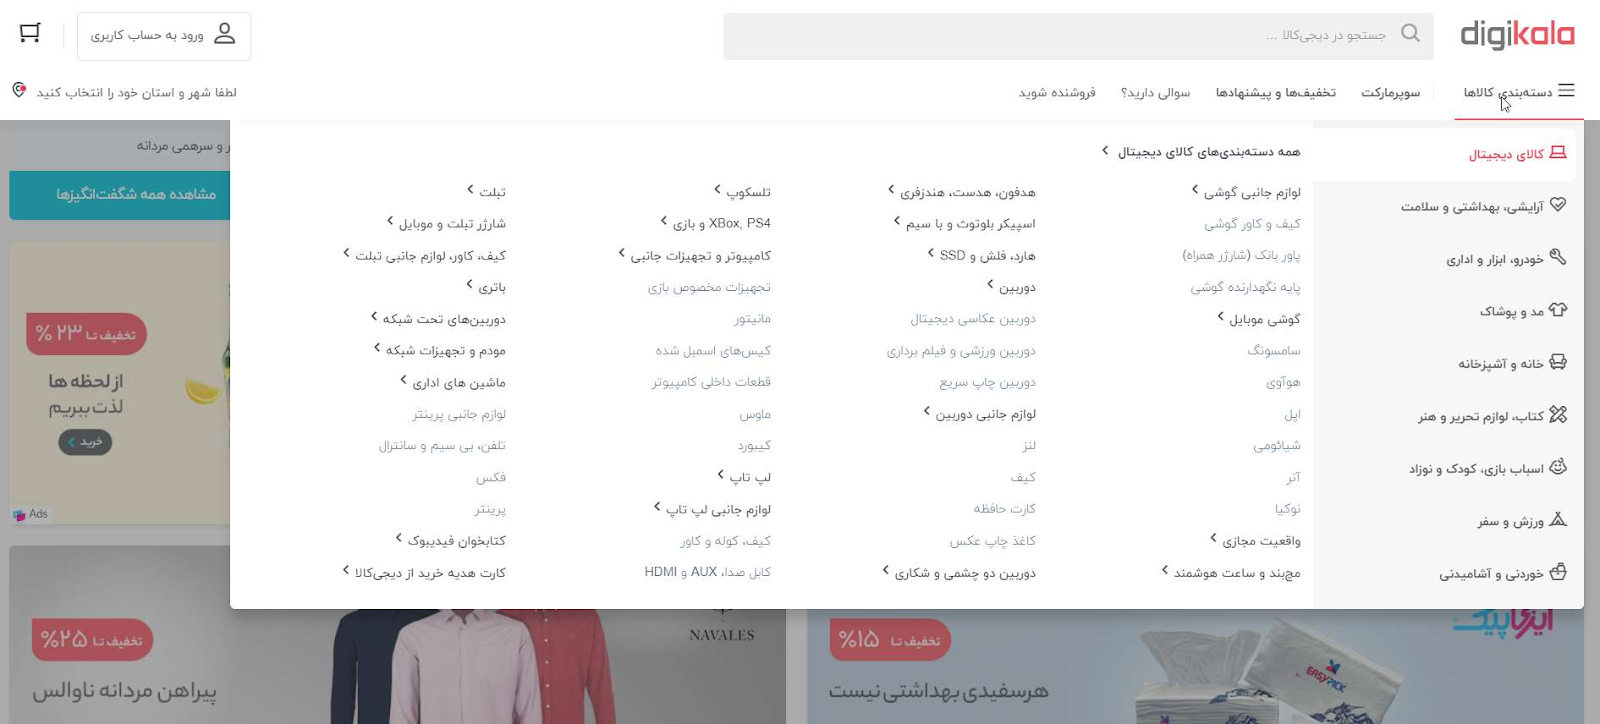 digikala
جستجو در دیجی‌کالا ...
ورود به حساب کاربری
دسته‌بندی کالاها
سوپرمارکت
تخفیف‌ها و پیشنهادها
سوالی دارید؟
فروشنده شوید
لطفا شهر و استان خود را انتخاب کنید
کالای دیجیتال
آرایشی، بهداشتی و سلامت
خودرو، ابزار و اداری
مد و پوشاک
خانه و آشپزخانه
کتاب، لوازم تحریر و هنر
اسباب بازی، کودک و نوزاد
ورزش و سفر
خوردنی و آشامیدنی
همه دسته‌بندی‌های کالای دیجیتال
لوازم جانبی گوشی
کیف و کاور گوشی
پاور بانک (شارژر همراه)
پایه نگهدارنده گوشی
گوشی موبایل
سامسونگ
هوآوی
اپل
شیائومی
آنر
نوکیا
واقعیت مجازی
مچ‌بند و ساعت هوشمند
هدفون، هدست، هندزفری
اسپیکر بلوتوث و با سیم
هارد، فلش و SSD
دوربین
دوربین عکاسی دیجیتال
دوربین ورزشی و فیلم برداری
دوربین چاپ سریع
لوازم جانبی دوربین
لنز
کیف
کارت حافظه
کاغذ چاپ عکس
دوربین دو چشمی و شکاری
تلسکوپ
XBox, PS4 و بازی
کامپیوتر و تجهیزات جانبی
تجهیزات مخصوص بازی
مانیتور
کیس‌های اسمبل شده
قطعات داخلی کامپیوتر
ماوس
کیبورد
لپ تاپ
لوازم جانبی لپ تاپ
کیف، کوله و کاور
کابل صدا، AUX و HDMI
تبلت
شارژر تبلت و موبایل
کیف، کاور، لوازم جانبی تبلت
باتری
دوربین‌های تحت شبکه
مودم و تجهیزات شبکه
ماشین های اداری
لوازم جانبی پرینتر
تلفن، بی سیم و سانترال
فکس
پرینتر
کتابخوان فیدیبوک
کارت هدیه خرید از دیجی‌کالا
ر و سرهمی مردانه
مشاهده همه شگفت‌انگیزها
تخفیف تا ۲۳ %
از لحظه ها
لذت ببریم
خرید
Ads
ایزی پیک
تخفیف تا ۱۵%
هر سفیدی بهداشتی نیست
EASYPICK
NAVALES
تخفیف تا ۲۵%
پیراهن مردانه ناوالس